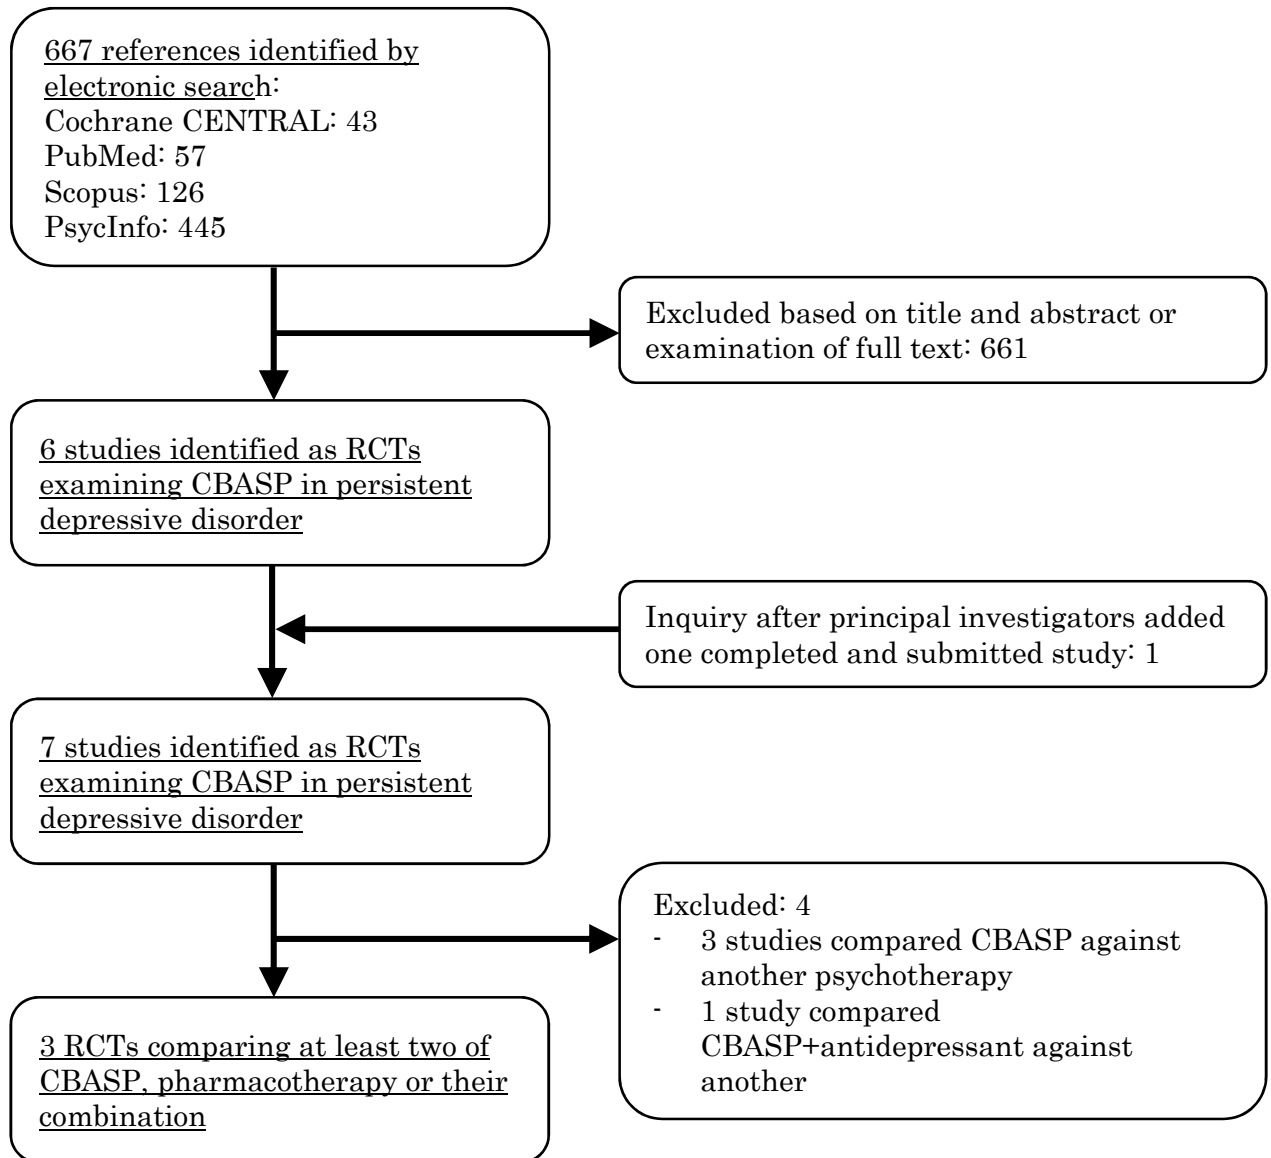 667 references identified by
electronic search:
Cochrane CENTRAL: 43
PubMed: 57
Scopus: 126
PsycInfo: 445
Excluded based on title and abstract or
examination of full text: 661
6 studies identified as RCTs
examining CBASP in persistent
depressive disorder
Inquiry after principal investigators added
one completed and submitted study: 1
7 studies identified as RCTs
examining CBASP in persistent
depressive disorder
Excluded: 4
- 3 studies compared CBASP against
another psychotherapy
- 1 study compared
CBASP+antidepressant against
another
3 RCTs comparing at least two of
CBASP, pharmacotherapy or their
combination